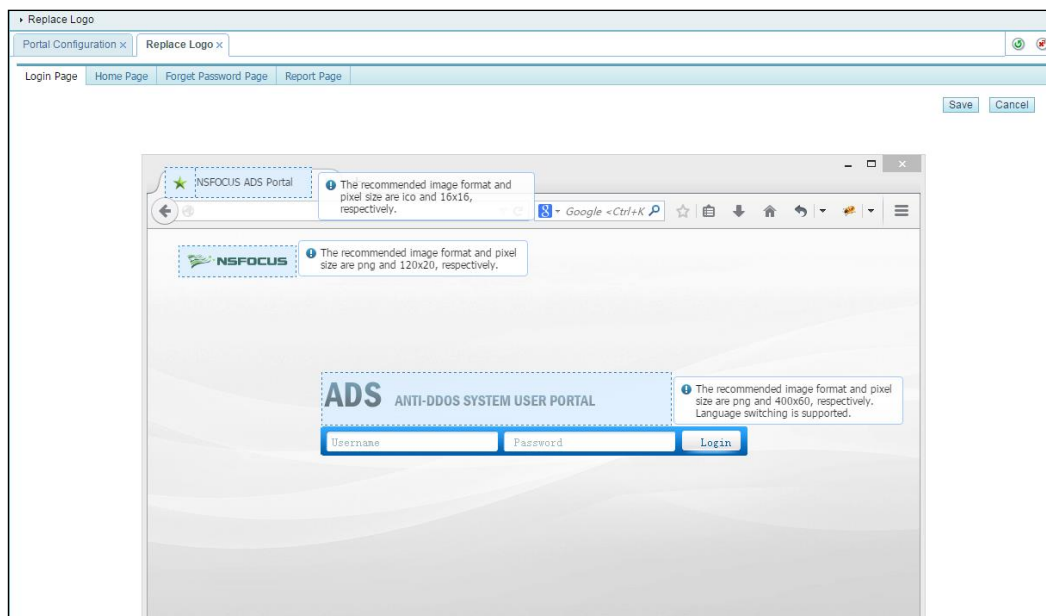 Replace Logo
Portal Configuration × Replace Logo ×
Login Page Home Page Forget Password Page Report Page
Save Cancel
NSFOCUS ADS Portal
The recommended image format and
pixel size are ico and 16x16,
respectively.
Google <Ctrl+K
NSFOCUS
The recommended image format and pixel
size are png and 120x20, respectively.
ADS ANTI-DDOS SYSTEM USER PORTAL
The recommended image format and pixel
size are png and 400x60, respectively.
Language switching is supported.
Username Password Login